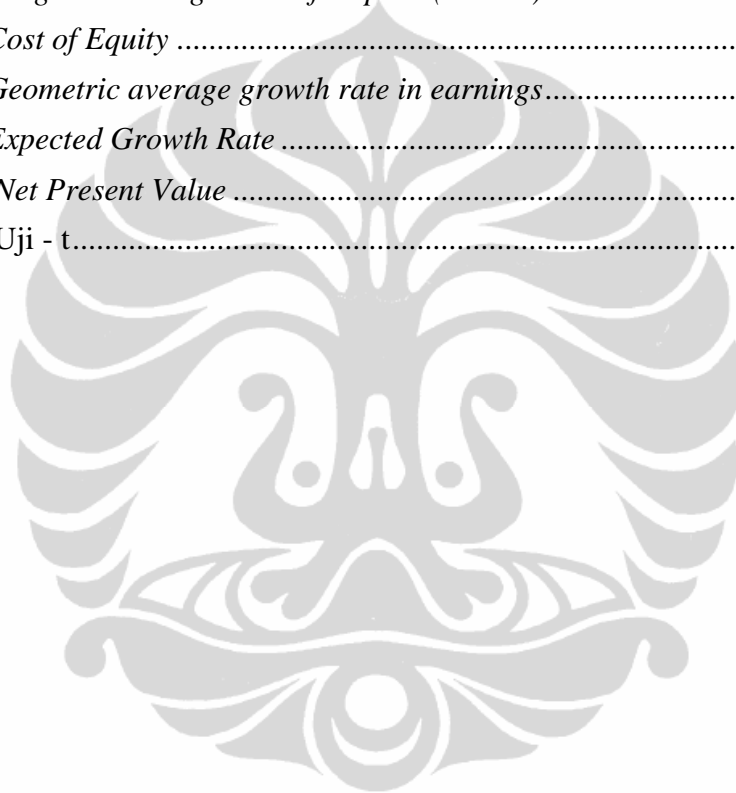 Cost of Equity ........................................................................
Geometric average growth rate in earnings........................
Expected Growth Rate ..........................................................
Net Present Value ................................................................
Uji - t.....................................................................................